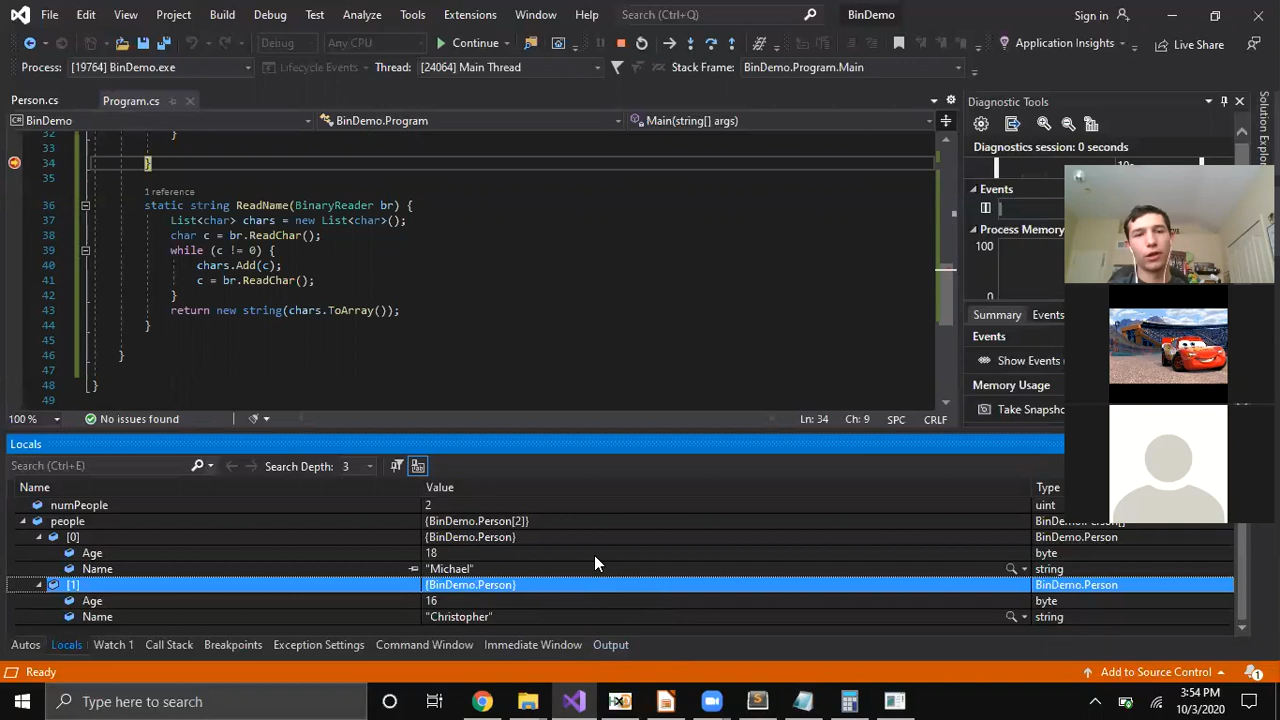 File Edit View Project Build Debug Test Analyze Tools Extensions Window Help Search (Ctrl+Q) BinDemo Sign in
Debug Any CPU Continue Application Insights Live Share
Process: [19764] BinDemo.exe Lifecycle Events Thread: [24064] Main Thread Stack Frame: BinDemo.Program.Main
Person.cs Program.cs
BinDemo BinDemo.Program Main(string[] args)
32 }
33
34 }
35
1 reference
36 static string ReadName(BinaryReader br) {
37 List<char> chars = new List<char>();
38 char c = br.ReadChar();
39 while (c != 0) {
40 chars.Add(c);
41 c = br.ReadChar();
42 }
43 return new string(chars.ToArray());
44 }
45
46 }
47
48 }
49
100 % No issues found Ln: 34 Ch: 9 SPC CRLF
Diagnostic Tools
Diagnostics session: 0 seconds
Events
Process Memory
100
0
Summary Events
Events
Show Events
Memory Usage
Take Snapsho
Solution Explorer
Locals
Search (Ctrl+E) Search Depth: 3
Name Value Type
numPeople 2 uint
people {BinDemo.Person[2]}
[0] {BinDemo.Person} BinDemo.Person
Age 18 byte
Name "Michael" string
[1] {BinDemo.Person} BinDemo.Person
Age 16 byte
Name "Christopher" string
Autos Locals Watch 1 Call Stack Breakpoints Exception Settings Command Window Immediate Window Output
Ready Add to Source Control 1
Type here to search 3:54 PM
10/3/2020